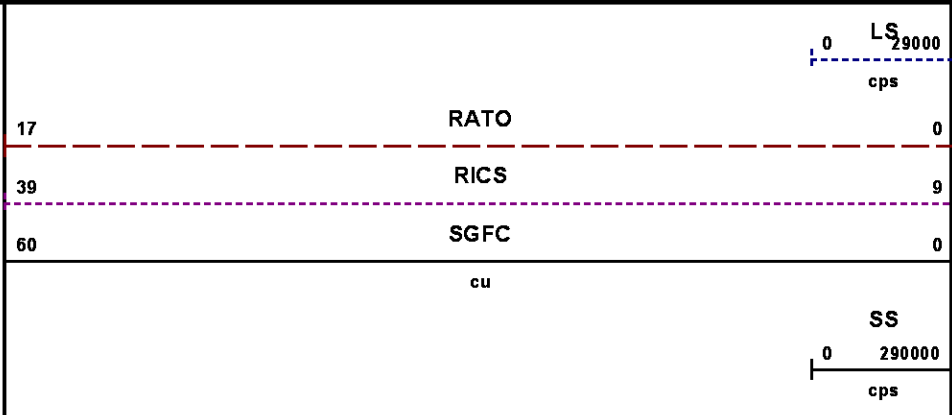 LS
0 29000
cps
RATO
17 0
RICS
39 9
SGFC
60 0
cu
SS
0 290000
cps